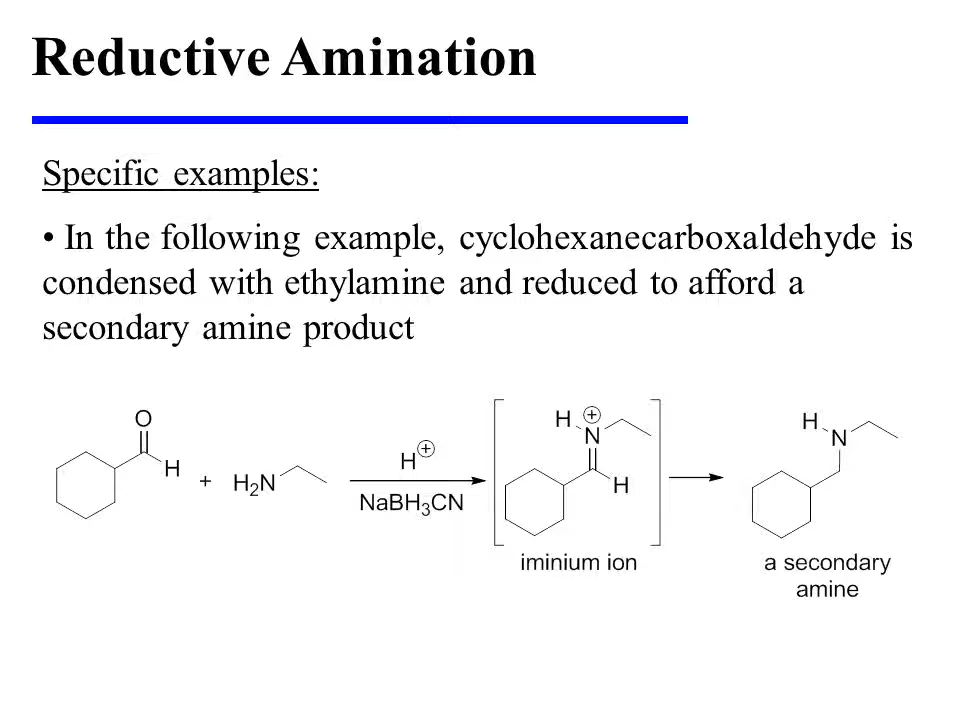 Reductive Amination
Specific examples:
• In the following example, cyclohexanecarboxaldehyde is
condensed with ethylamine and reduced to afford a
secondary amine product
O
H
+
H₂N
H⊕
NaBH₃CN
H ⊕
N
H
iminium ion
H
N
a secondary
amine